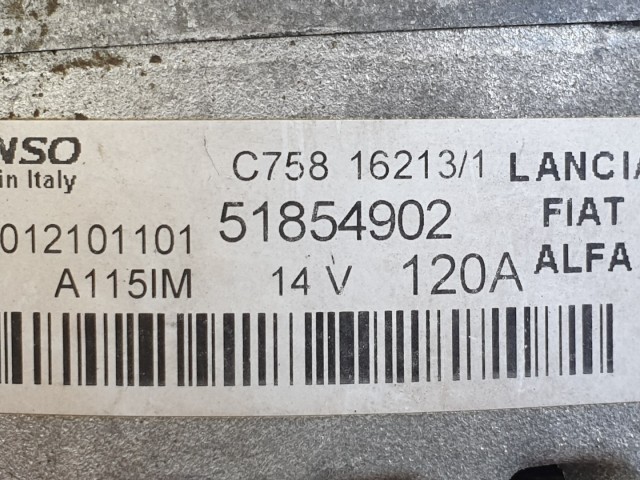 NSO
in Italy
C758 16213/1
LANCIA
012101101
51854902
FIAT
A115IM
14 V
120A
ALFA